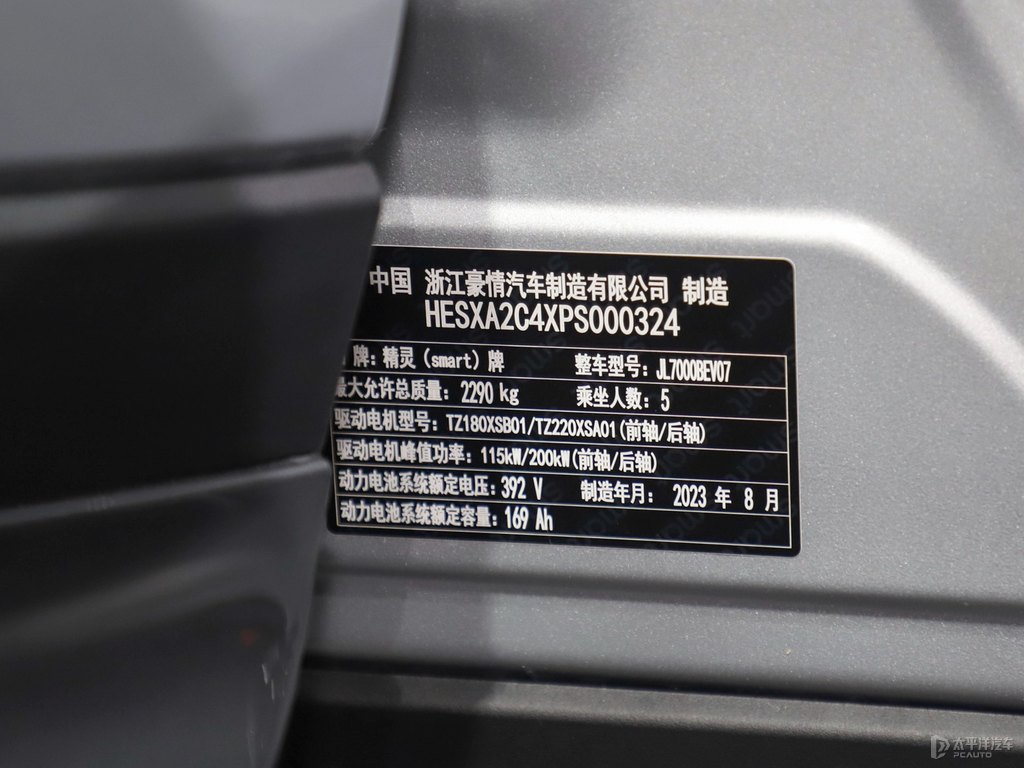 中国 浙江豪情汽车制造有限公司 制造
HESXA2C4XPS000324
牌：精灵（smart）牌 整车型号：JL7000BEV07
最大允许总质量：2290 kg 乘坐人数：5
驱动电机型号：TZ180XSB01/TZ220XSA01(前轴/后轴)
驱动电机峰值功率：115kW/200kW(前轴/后轴)
动力电池系统额定电压：392 V 制造年月：2023 年 8 月
动力电池系统额定容量：169 Ah
太平洋汽车
PCAUTO